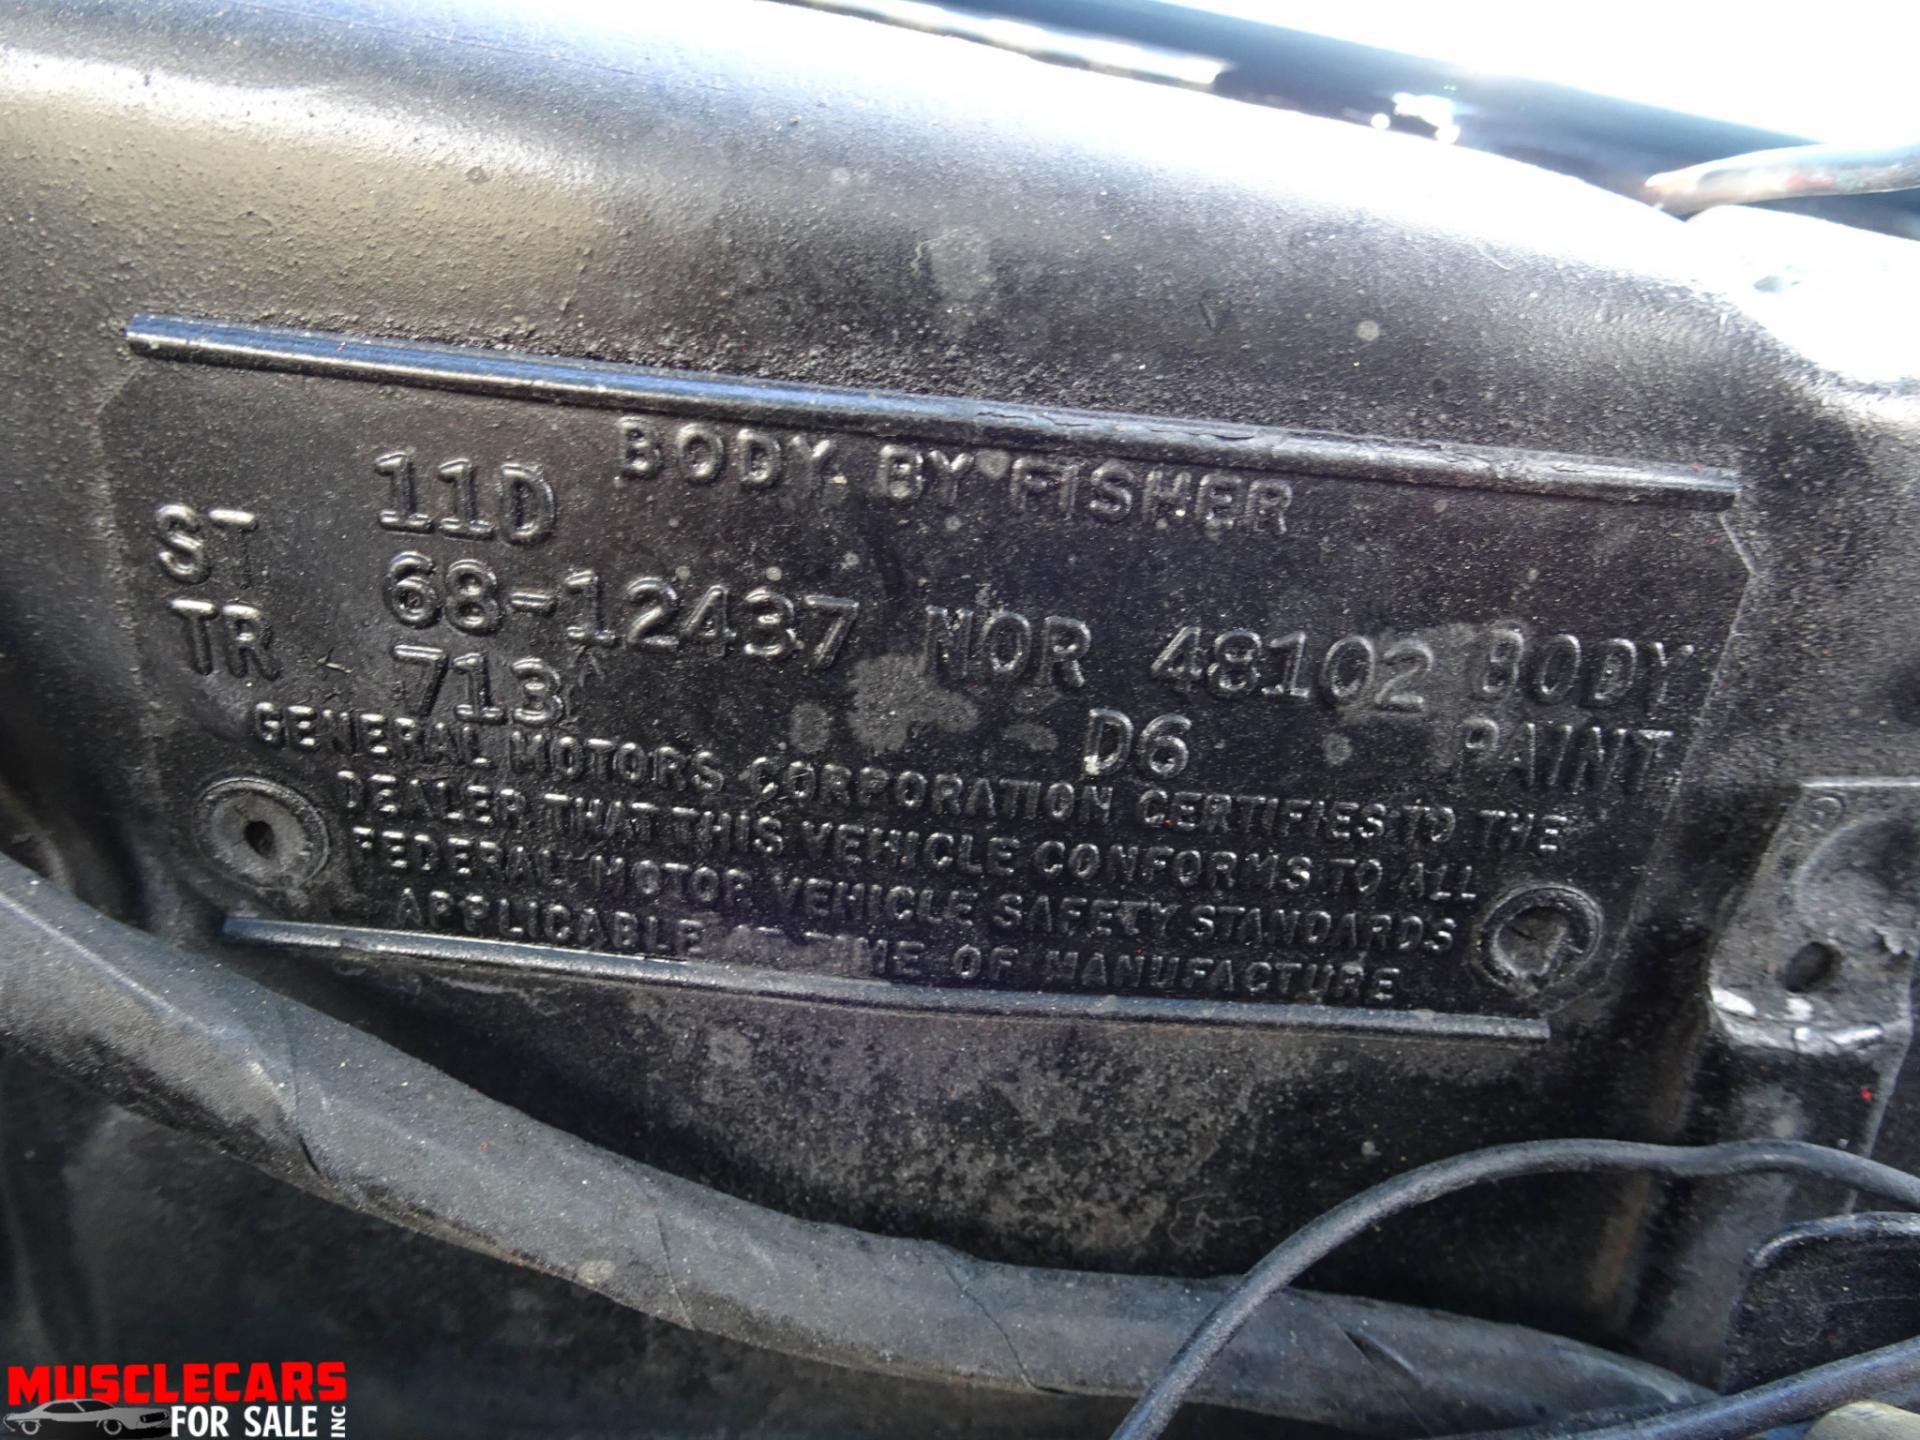 11D BODY BY FISHER
ST 68-12437 NOR 48102 BODY
TR 713 D6 PAINT
GENERAL MOTORS CORPORATION CERTIFIES TO THE
DEALER THAT THIS VEHICLE CONFORMS TO ALL
FEDERAL MOTOR VEHICLE SAFETY STANDARDS
APPLICABLE AT TIME OF MANUFACTURE
MUSCLECARS
FOR SALE INC